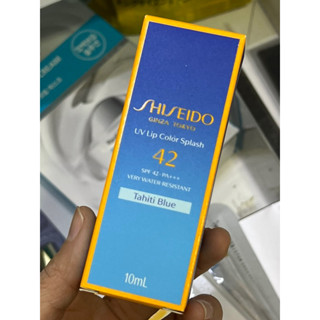 SHISEIDO
GINZA TOKYO
UV Lip Color Splash
42
SPF 42 · PA+++
VERY WATER RESISTANT
Tahiti Blue
10mL